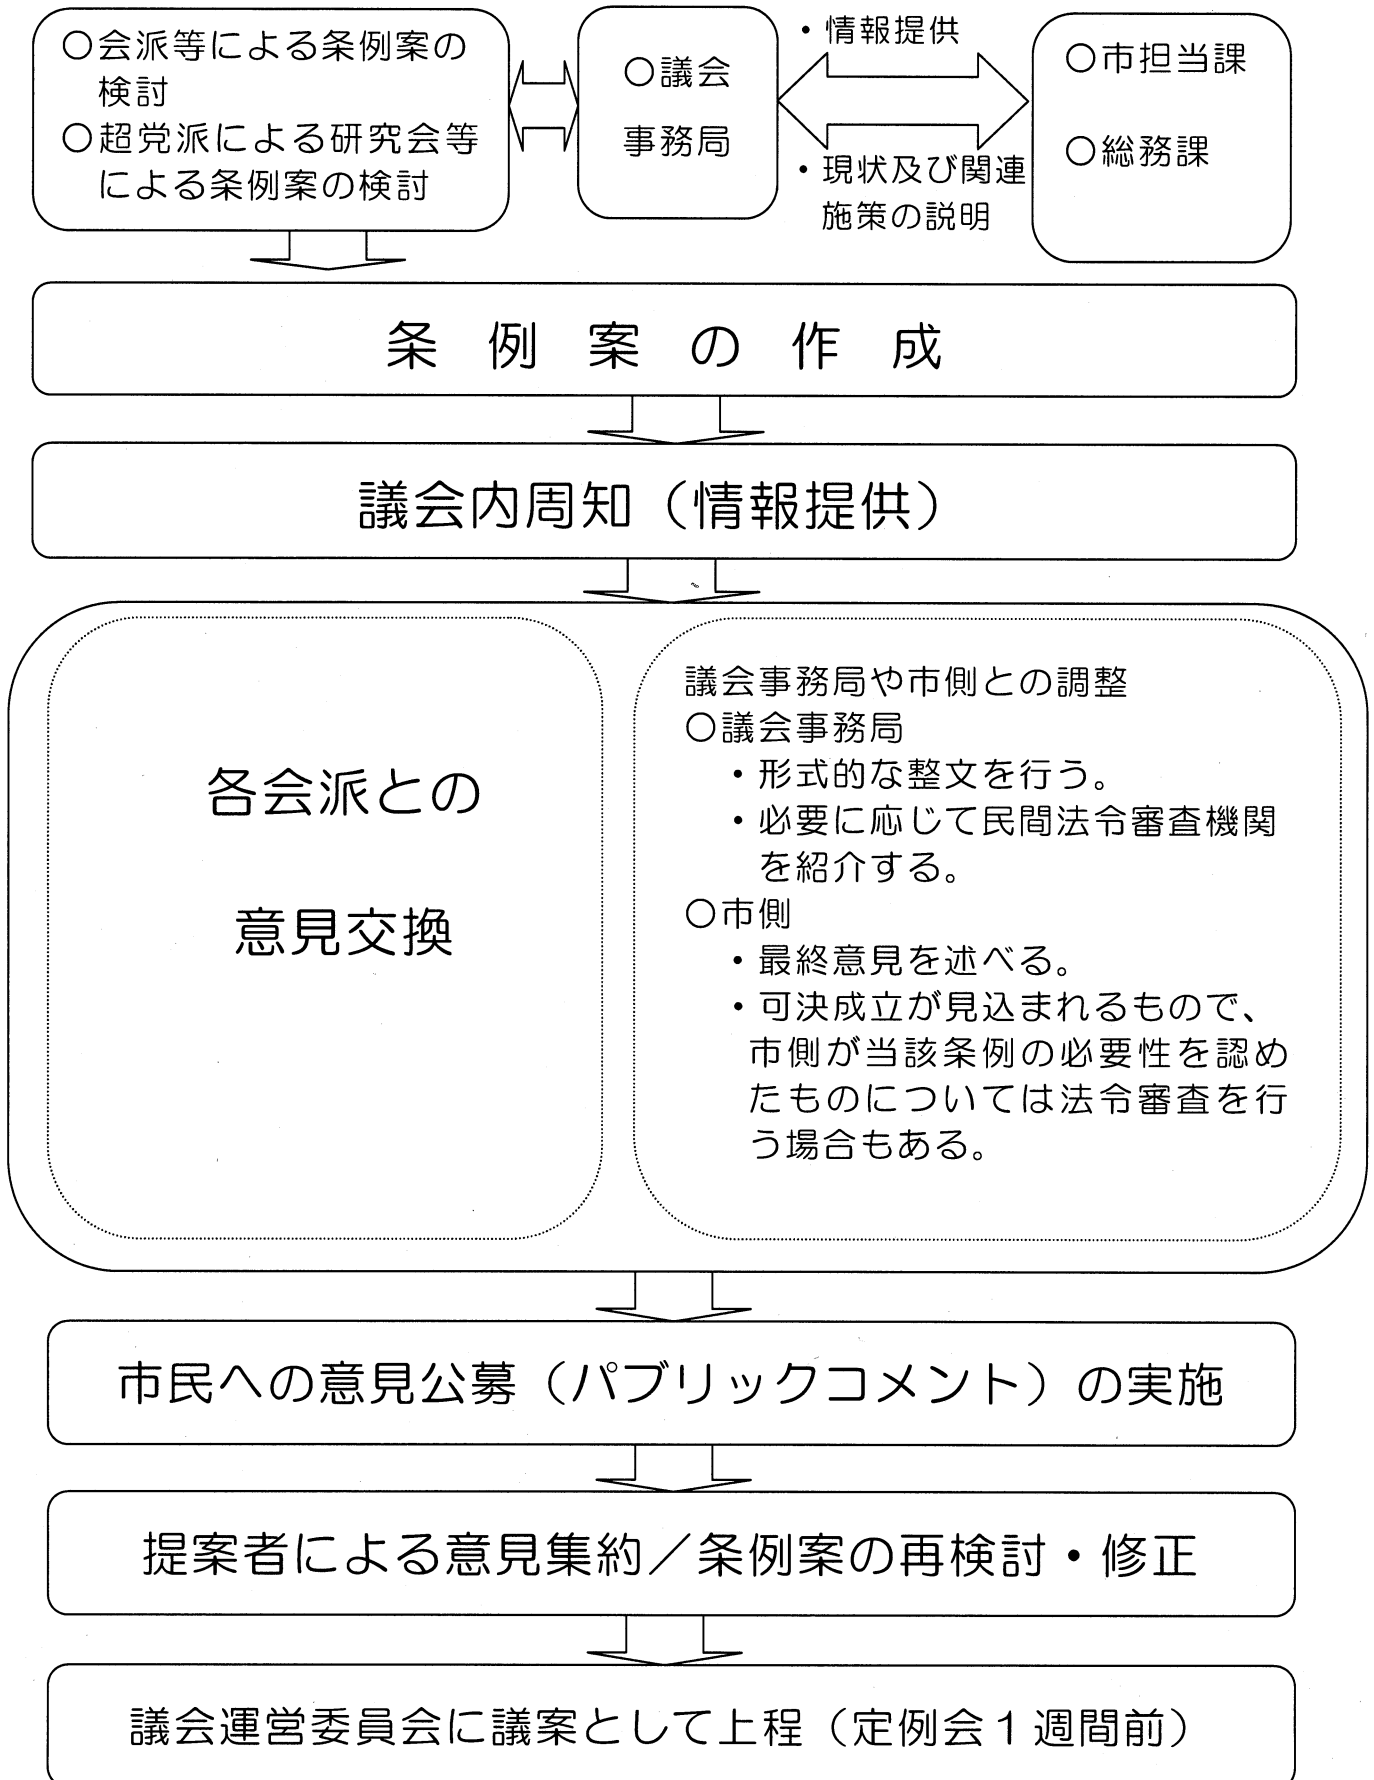 ○会派等による条例案の
検討
○超党派による研究会等
による条例案の検討
○議会
事務局
・情報提供
・現状及び関連
施策の説明
○市担当課
○総務課
条例案の作成
議会内周知（情報提供）
各会派との
意見交換
議会事務局や市側との調整
○議会事務局
・形式的な整文を行う。
・必要に応じて民間法令審査機関
を紹介する。
○市側
・最終意見を述べる。
・可決成立が見込まれるもので、
市側が当該条例の必要性を認め
たものについては法令審査を行
う場合もある。
市民への意見公募（パブリックコメント）の実施
提案者による意見集約／条例案の再検討・修正
議会運営委員会に議案として上程（定例会１週間前）